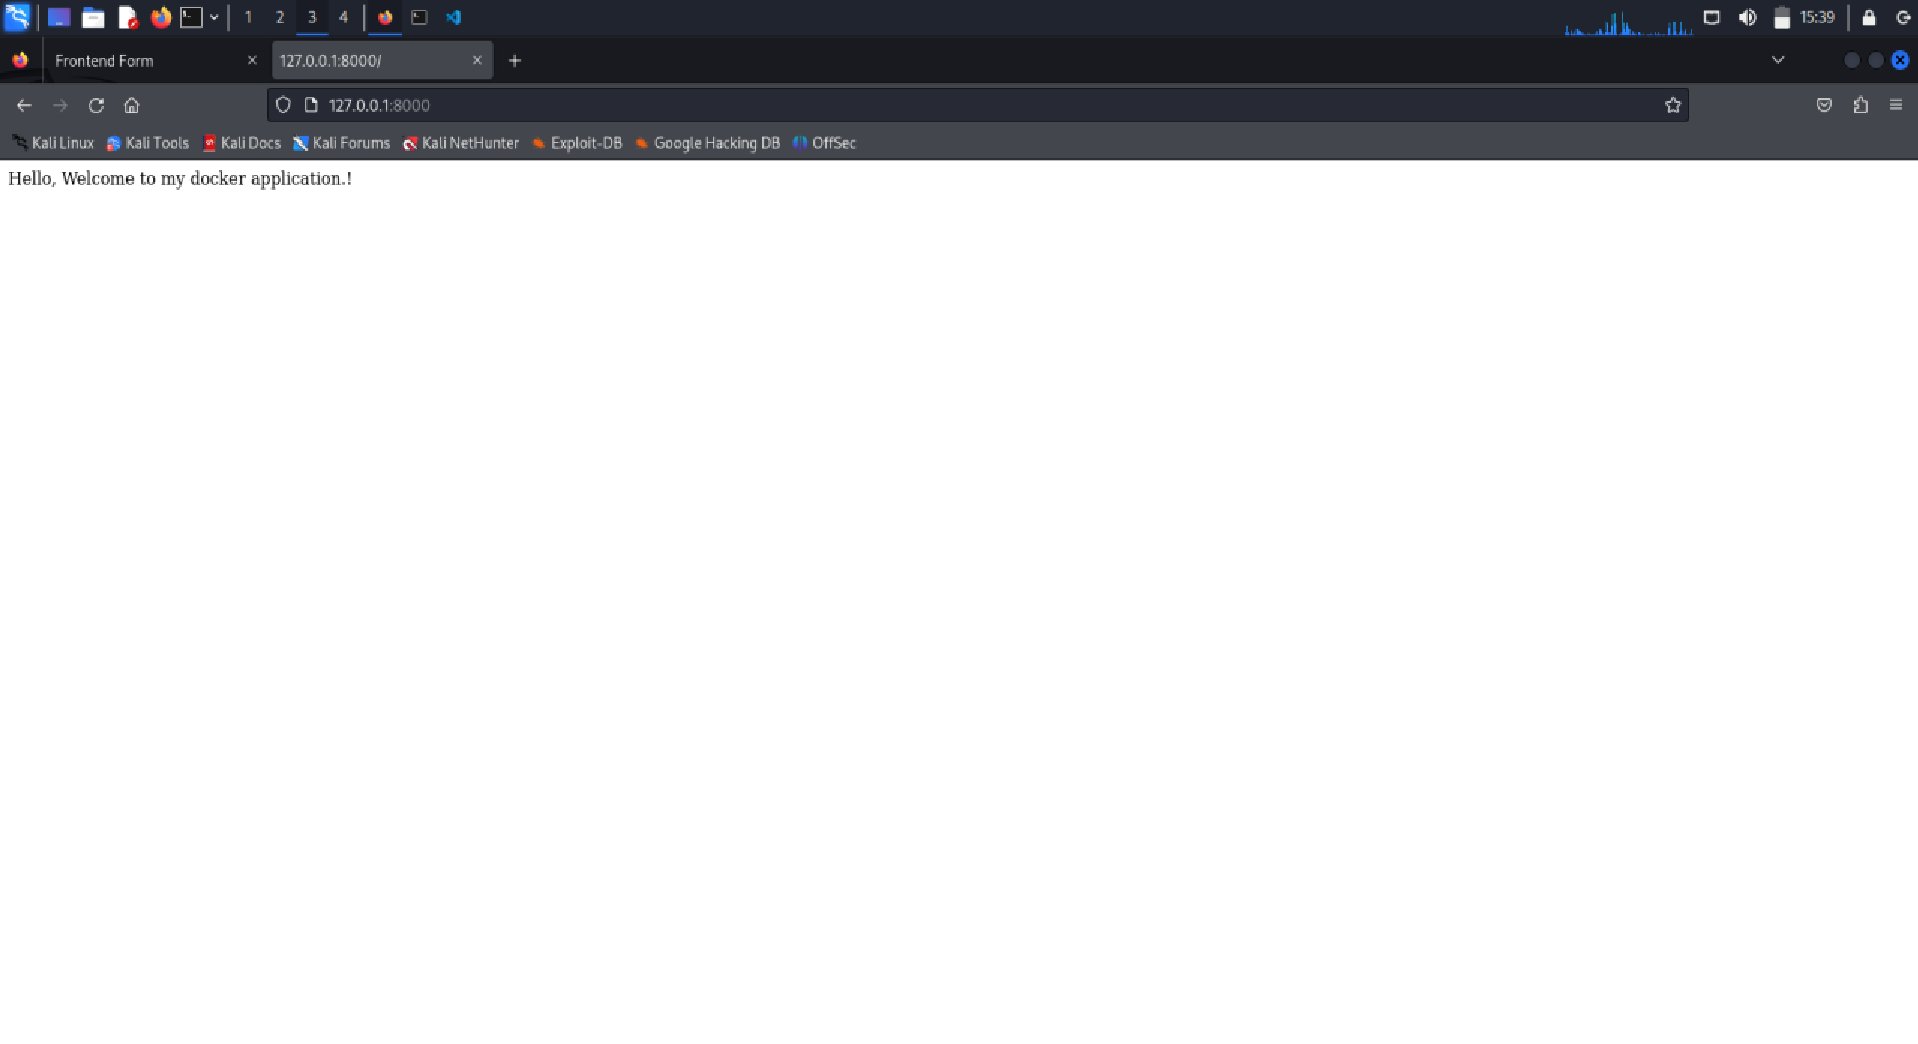 1 2 3 4 15:39
Frontend Form 127.0.0.1:8000/
127.0.0.1:8000
Kali Linux Kali Tools Kali Docs Kali Forums Kali NetHunter Exploit-DB Google Hacking DB OffSec
Hello, Welcome to my docker application.!